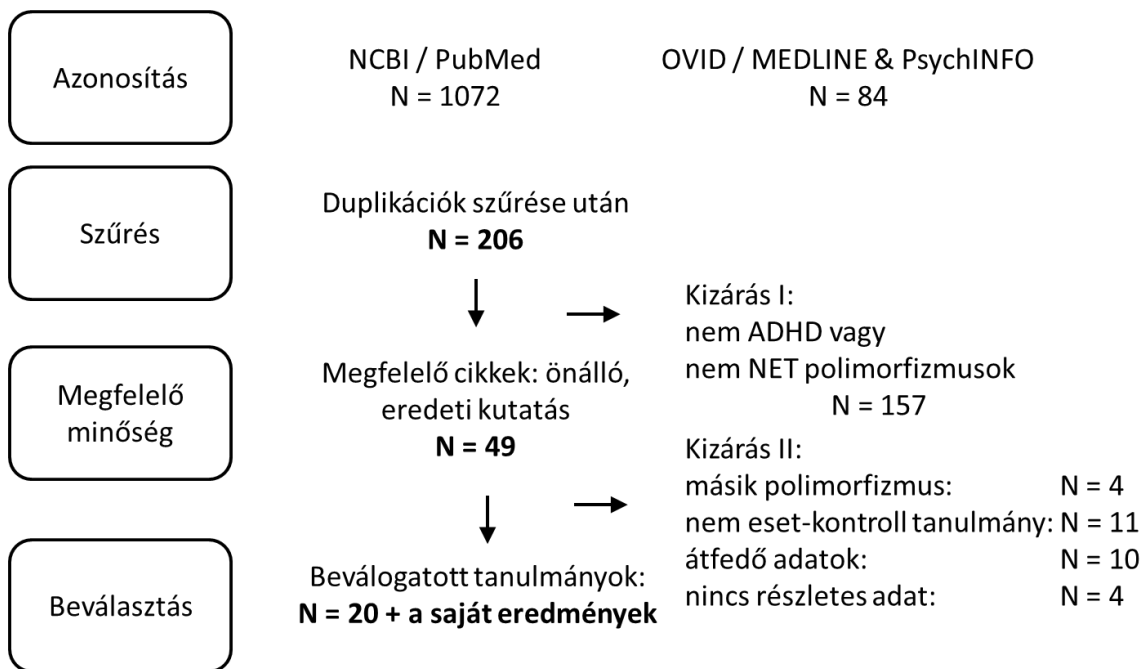 Azonosítás
NCBI / PubMed
N = 1072
OVID / MEDLINE & PsychINFO
N = 84
Szűrés
Duplikációk szűrése után
N = 206
Kizárás I:
nem ADHD vagy
nem NET polimorfizmusok
N = 157
Megfelelő
minőség
Megfelelő cikkek: önálló,
eredeti kutatás
N = 49
Kizárás II:
másik polimorfizmus: N = 4
nem eset-kontroll tanulmány: N = 11
átfedő adatok: N = 10
nincs részletes adat: N = 4
Beválasztás
Beválogatott tanulmányok:
N = 20 + a saját eredmények